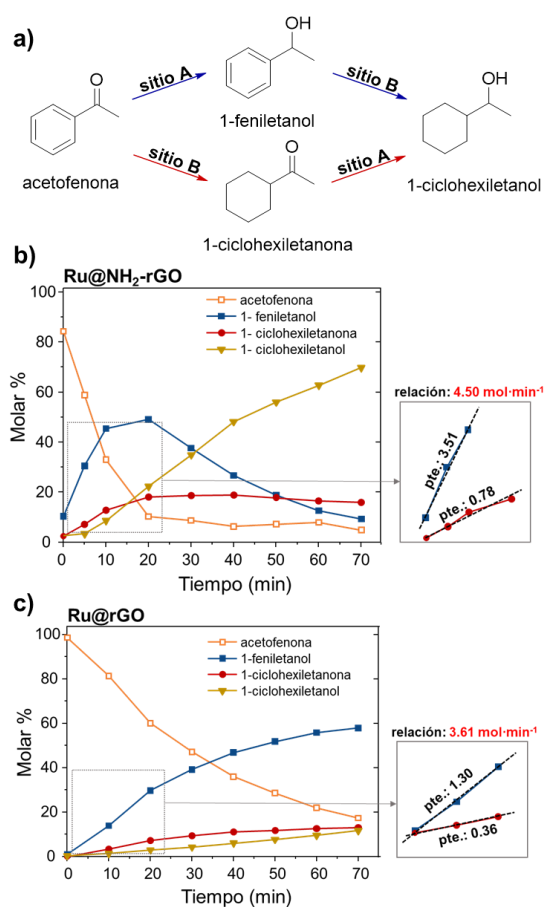 a)
OH
sitio A
sitio B
O
1-feniletanol
OH
acetofenona
sitio B
O
sitio A
1-ciclohexiletanol
1-ciclohexiletanona
b)
Ru@NH2-rGO
100
80
60
40
20
0
Molar %
acetofenona
1- feniletanol
1- ciclohexiletanona
1- ciclohexiletanol
0 10 20 30 40 50 60 70
Tiempo (min)
relación: 4.50 mol·min-1
pte.: 3.51
pte.: 0.78
c)
Ru@rGO
100
80
60
40
20
0
Molar %
acetofenona
1-feniletanol
1-ciclohexiletanona
1-ciclohexiletanol
0 10 20 30 40 50 60 70
Tiempo (min)
relación: 3.61 mol·min-1
pte.: 1.30
pte.: 0.36